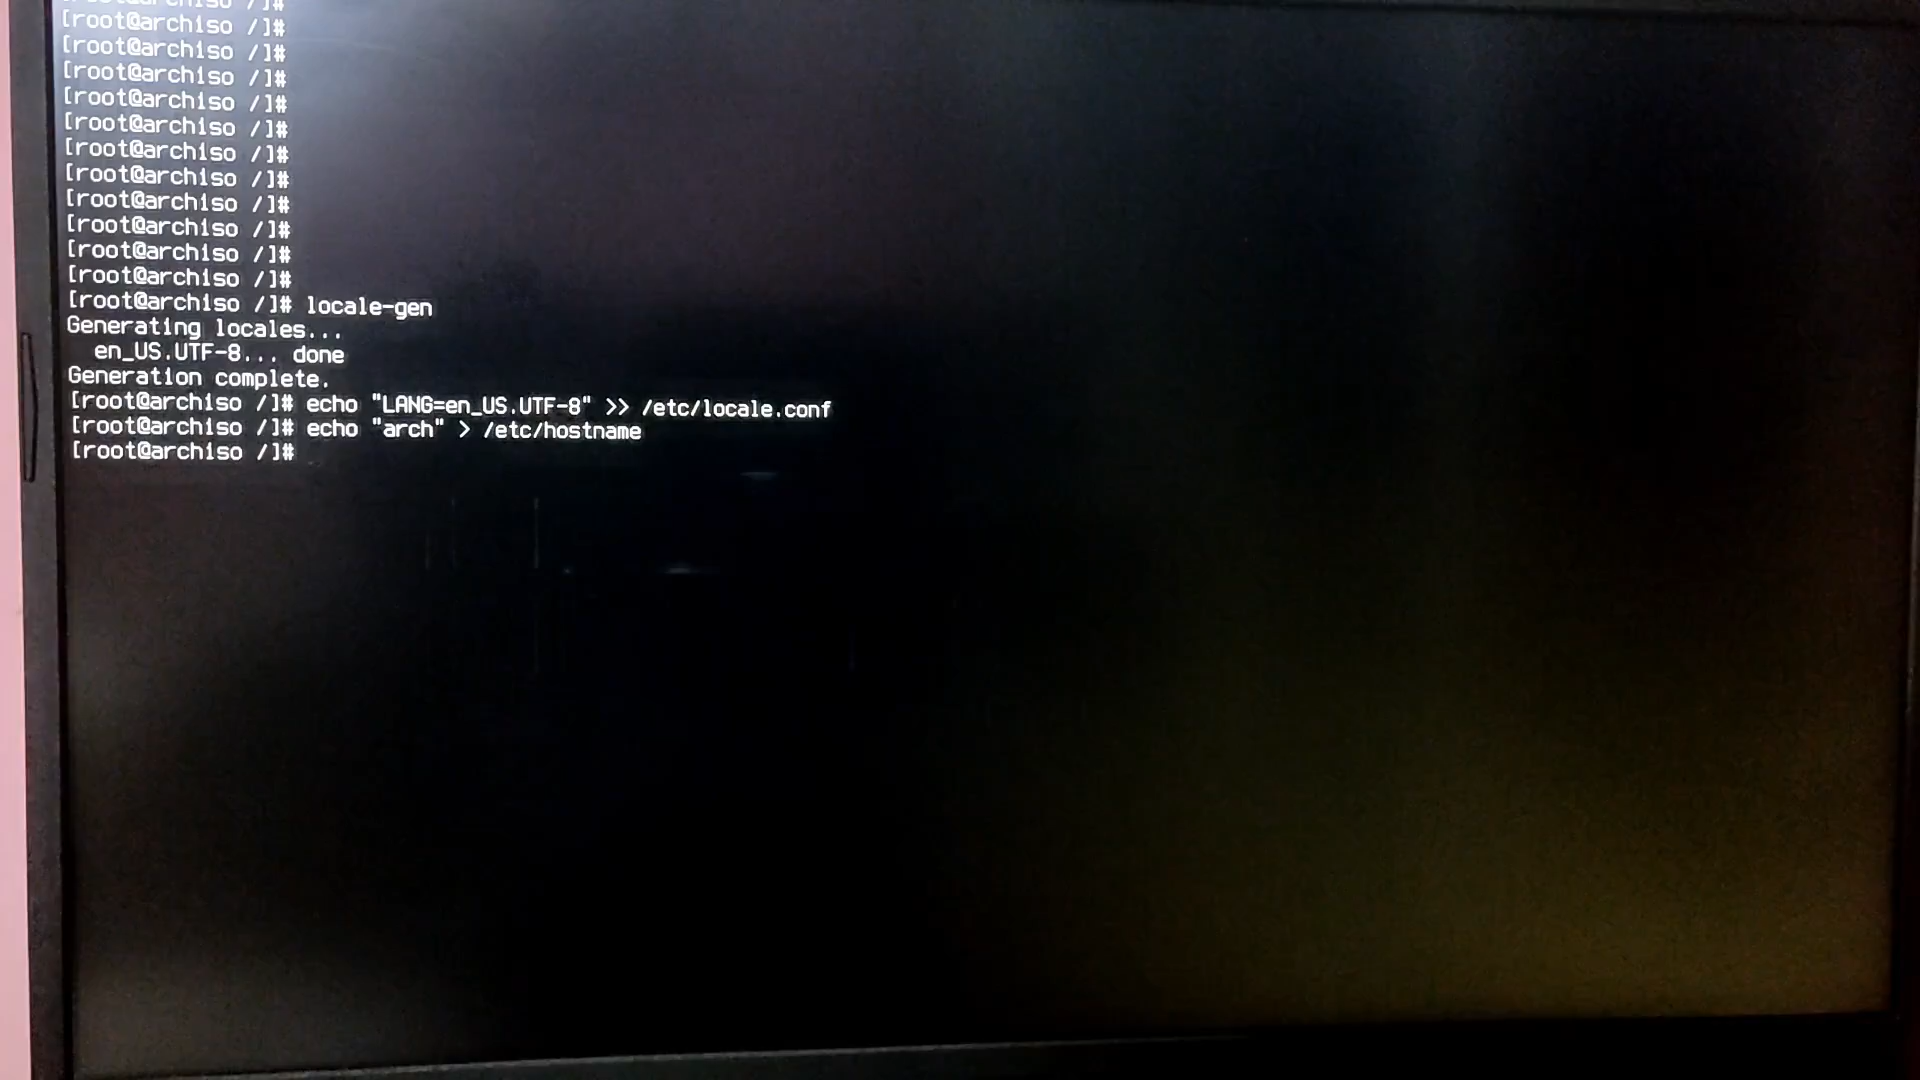 [root@archiso /]#
[root@archiso /]#
[root@archiso /]#
[root@archiso /]#
[root@archiso /]#
[root@archiso /]#
[root@archiso /]#
[root@archiso /]#
[root@archiso /]#
[root@archiso /]#
[root@archiso /]#
[root@archiso /]#
[root@archiso /]# locale-gen
Generating locales...
  en_US.UTF-8... done
Generation complete.
[root@archiso /]# echo "LANG=en_US.UTF-8" >> /etc/locale.conf
[root@archiso /]# echo "arch" > /etc/hostname
[root@archiso /]#